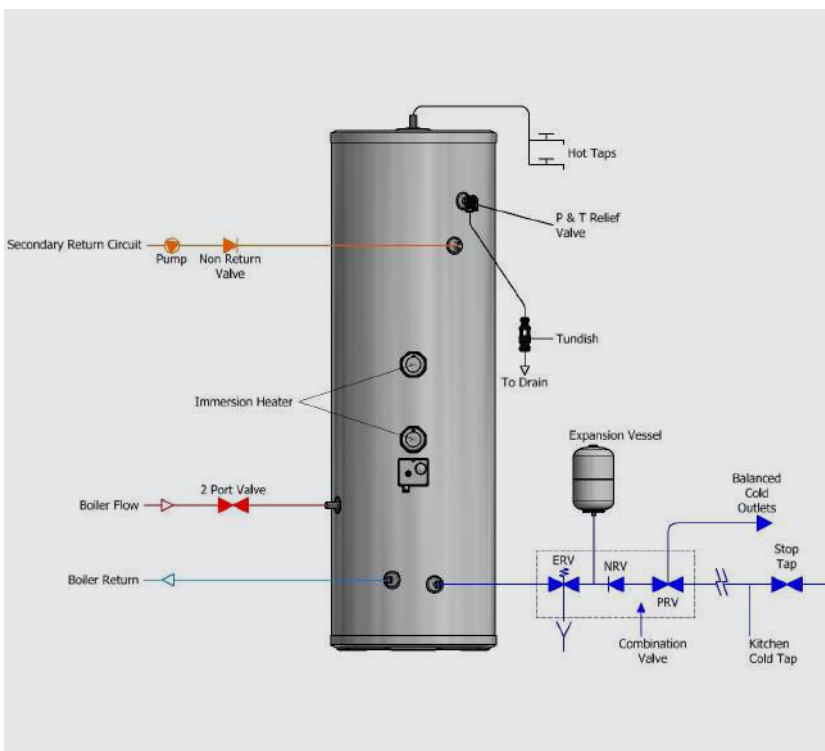 Hot Taps
P & T Relief
Valve
Secondary Return Circuit
Pump
Non Return
Valve
Tundish
To Drain
Immersion Heater
Expansion Vessel
2 Port Valve
Boiler Flow
Balanced
Cold
Outlets
Stop
Tap
Boiler Return
ERV
NRV
PRV
Combination
Valve
Kitchen
Cold Tap